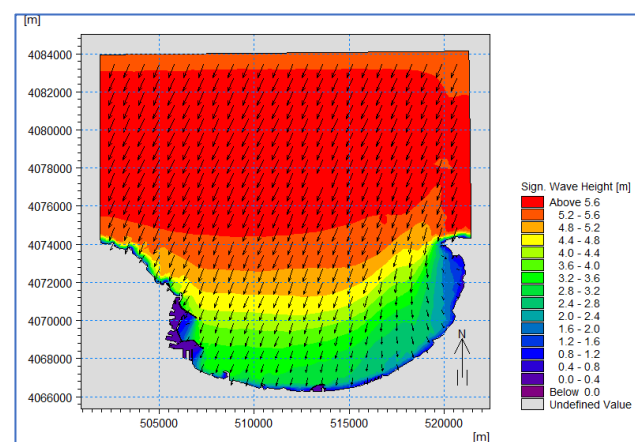 [m]
4084000
4082000
4080000
4078000
4076000
4074000
4072000
4070000
4068000
4066000
505000 510000 515000 520000
[m]
N
Sign. Wave Height [m]
Above 5.6
5.2 - 5.6
4.8 - 5.2
4.4 - 4.8
4.0 - 4.4
3.6 - 4.0
3.2 - 3.6
2.8 - 3.2
2.4 - 2.8
2.0 - 2.4
1.6 - 2.0
1.2 - 1.6
0.8 - 1.2
0.4 - 0.8
0.0 - 0.4
Below 0.0
Undefined Value